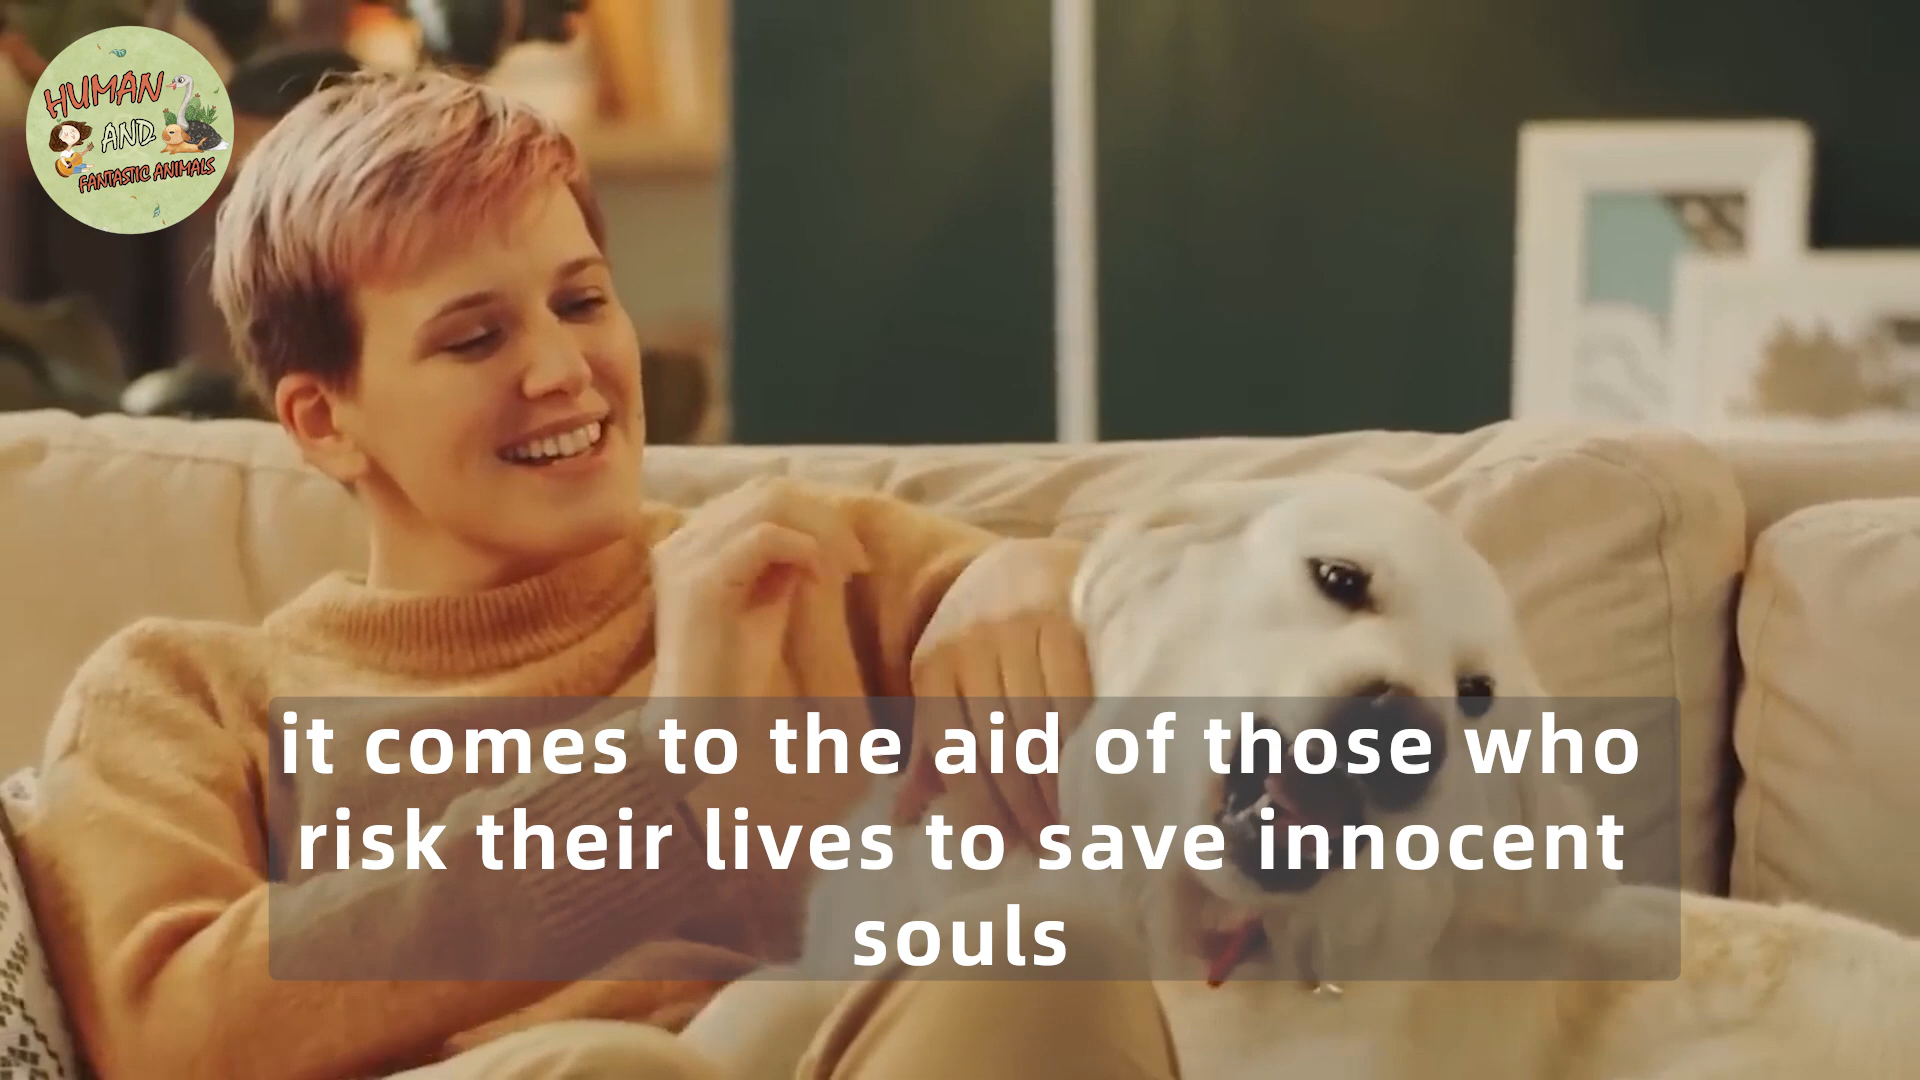 HUMAN
AND
FANTASTIC ANIMALS
it comes to the aid of those who
risk their lives to save innocent
souls